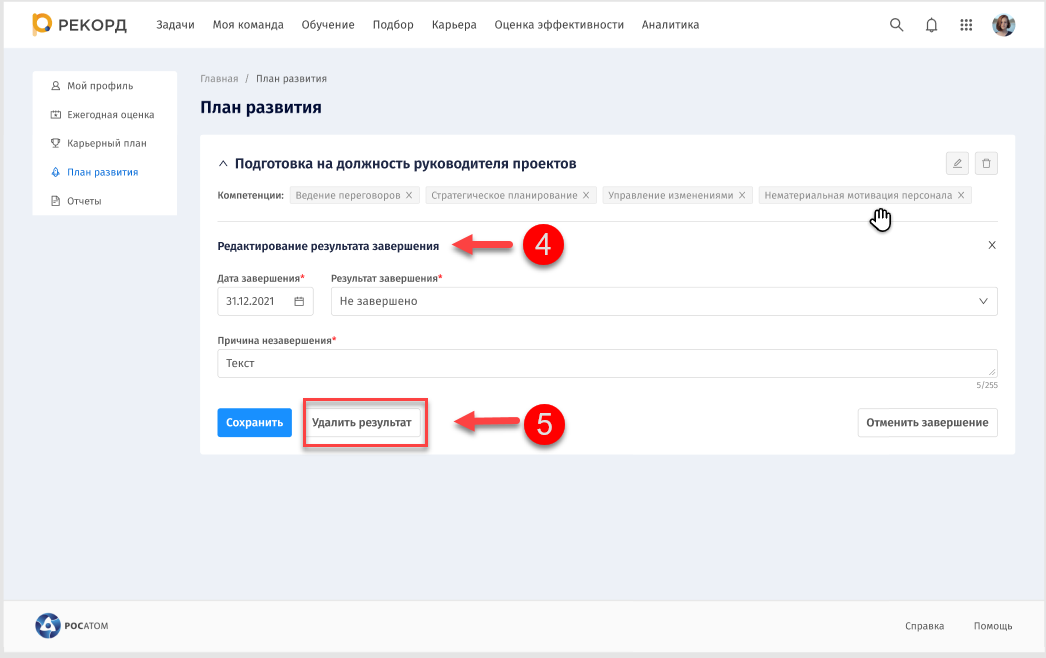 РЕКОРД Задачи Моя команда Обучение Подбор Карьера Оценка эффективности Аналитика
Мой профиль
Ежегодная оценка
Карьерный план
План развития
Отчеты
Главная / План развития
План развития
Подготовка на должность руководителя проектов
Компетенции: Ведение переговоров Стратегическое планирование Управление изменениями Нематериальная мотивация персонала
Редактирование результата завершения 4
Дата завершения* Результат завершения*
31.12.2021 Не завершено
Причина незавершения*
Текст
5/255
Сохранить Удалить результат 5 Отменить завершение
РОСАТОМ Справка Помощь